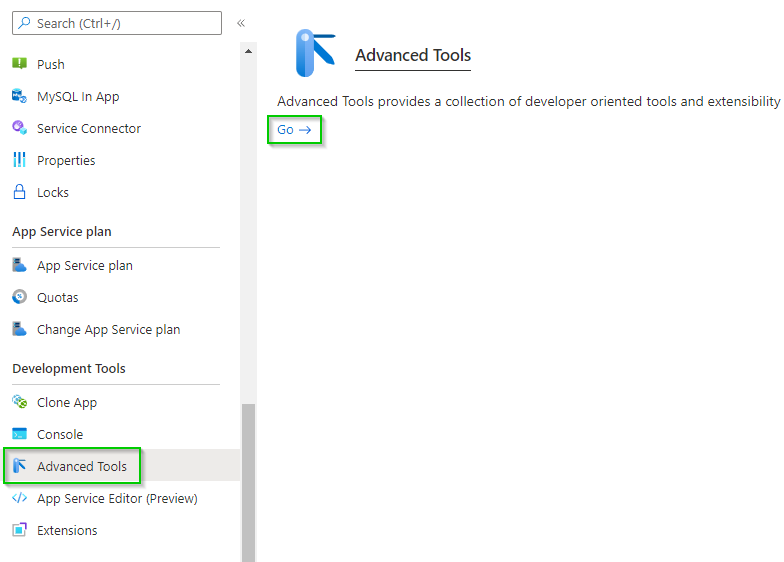 Search (Ctrl+/)
«
Push
MySQL In App
Service Connector
Properties
Locks
App Service plan
App Service plan
Quotas
Change App Service plan
Development Tools
Clone App
Console
Advanced Tools
App Service Editor (Preview)
Extensions
Advanced Tools
Advanced Tools provides a collection of developer oriented tools and extensibility
Go →